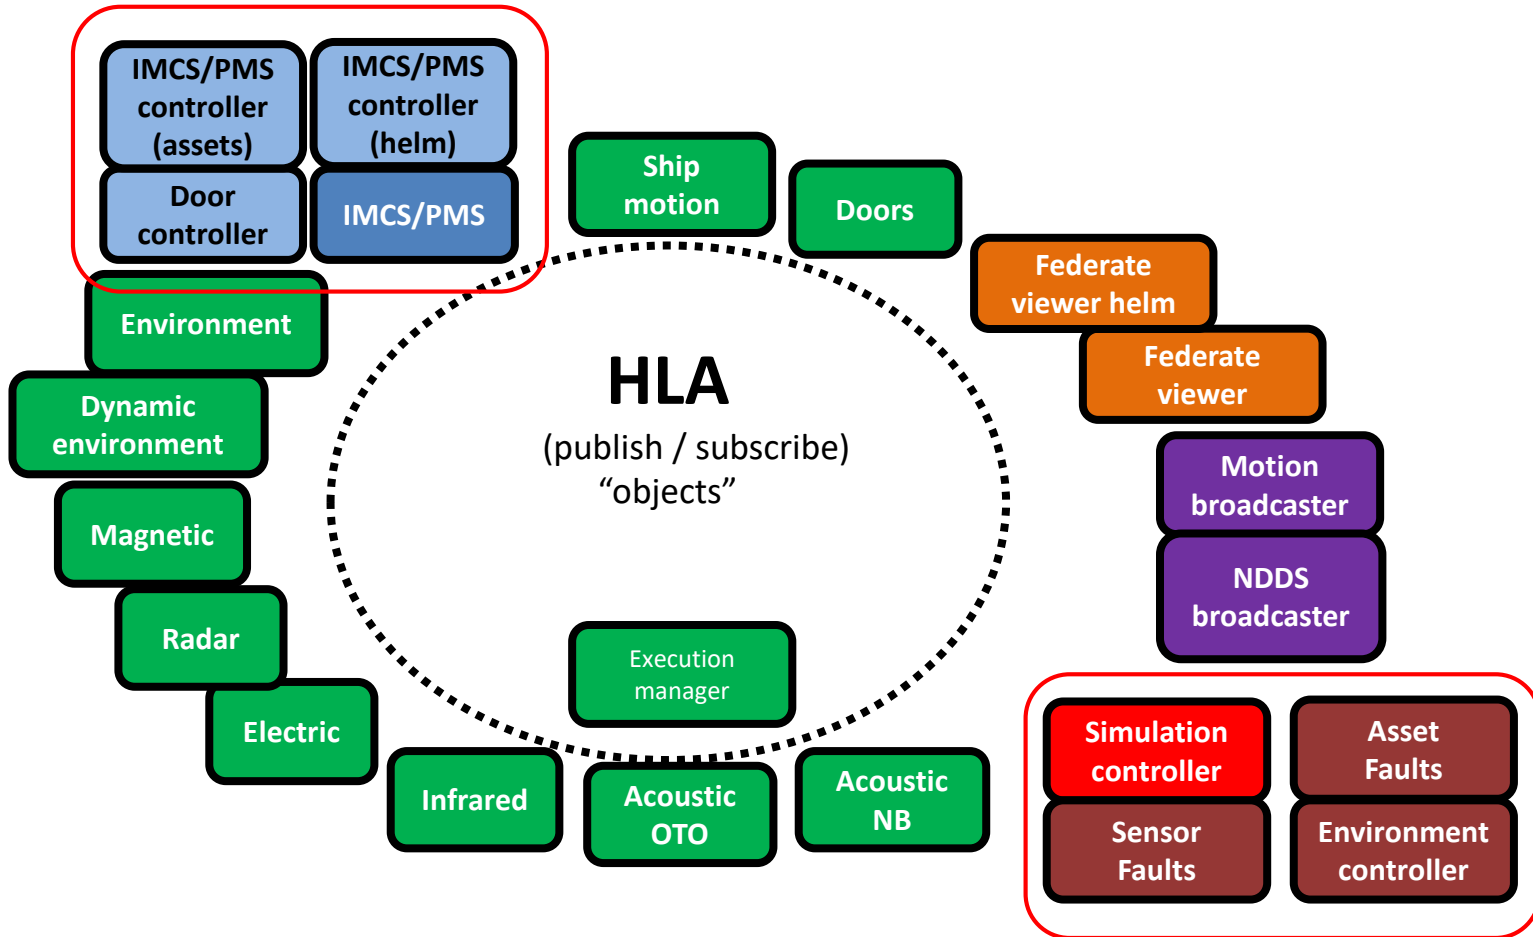 IMCS/PMS
controller
(assets)
IMCS/PMS
controller
(helm)
Door
controller
IMCS/PMS
Ship
motion
Doors
Federate
viewer helm
Federate
viewer
Environment
Dynamic
environment
Magnetic
Radar
Electric
HLA
(publish / subscribe)
“objects”
Motion
broadcaster
NDDS
broadcaster
Execution
manager
Infrared
Acoustic
OTO
Acoustic
NB
Simulation
controller
Asset
Faults
Sensor
Faults
Environment
controller